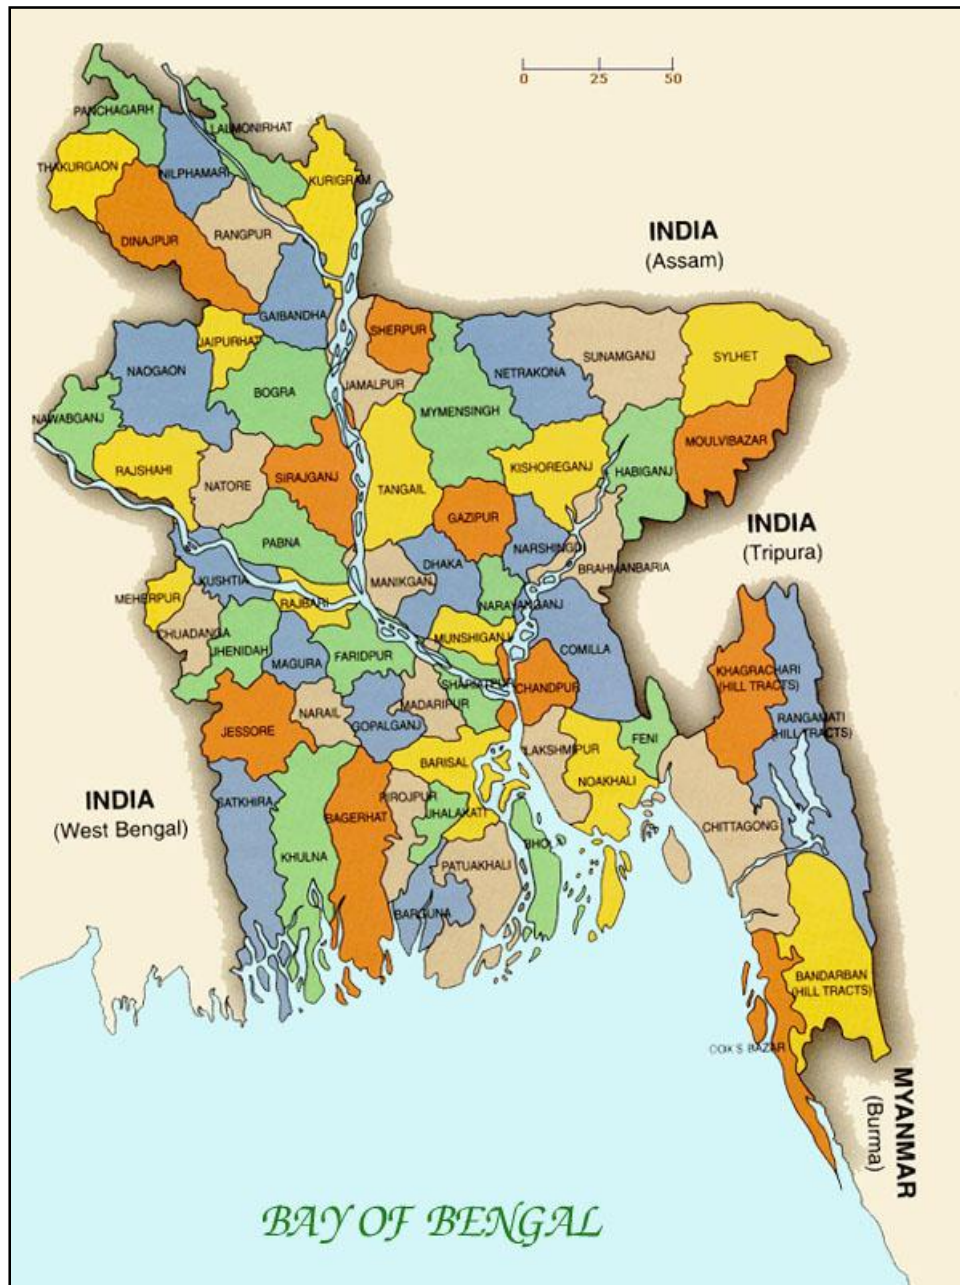 0 25 50
PANCHAGARH
LALMONIRHAT
THAKURGAON
NILPHAMARI
KURIGRAM
DINAJPUR
RANGPUR
INDIA
(Assam)
GAIBANDHA
SHERPUR
JAIPURHAT
NAOGAON
SUNAMGANJ
SYLHET
NETRAKONA
BOGRA
JAMALPUR
MYMENSINGH
NAWABGANJ
MOULVIBAZAR
RAJSHAHI
KISHOREGANJ
HABIGANJ
NATORE
SIRAJGANJ
TANGAIL
GAZIPUR
INDIA
(Tripura)
PABNA
NARSHINGDI
DHAKA
BRAHMANBARIA
KUSHTIA
MANIKGANJ
MEHERPUR
RAJBARI
NARAYANGANJ
CHUADANGA
MUNSHIGANJ
JHENIDAH
COMILLA
MAGURA
FARIDPUR
KHAGRACHARI
(HILL TRACTS)
SHARIATPUR
CHANDPUR
MADARIPUR
NARAIL
RANGAMATI
(HILL TRACTS)
JESSORE
GOPALGANJ
FENI
LAKSHMIPUR
BARISAL
NOAKHALI
INDIA
(West Bengal)
SATKHIRA
PIROJPUR
JHALAKATI
BAGERHAT
CHITTAGONG
BHOLA
KHULNA
PATUAKHALI
BARGUNA
BANDARBAN
(HILL TRACTS)
COX'S BAZAR
MYANMAR
(Burma)
BAY OF BENGAL